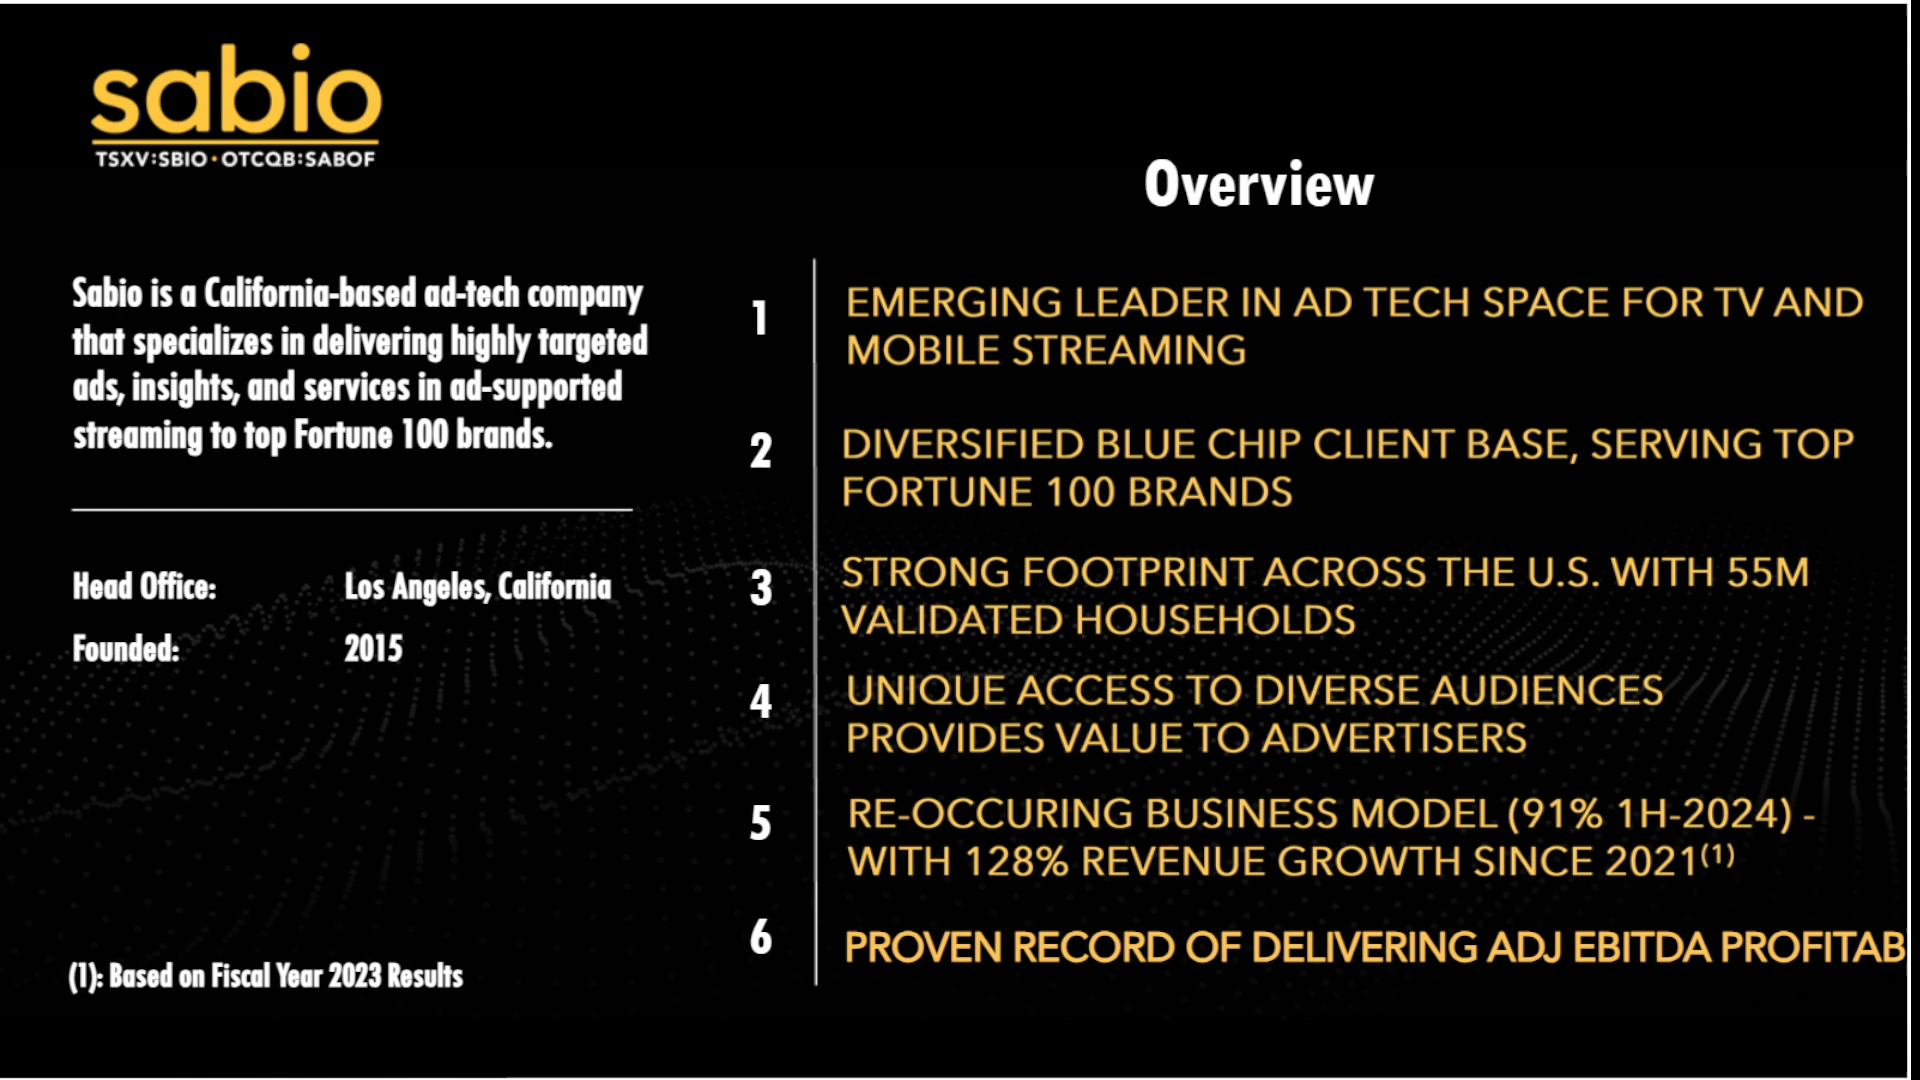 sabio
TSXV:SBIO·OTCQB:SABOF
Overview
Sabio is a California-based ad-tech company
that specializes in delivering highly targeted
ads, insights, and services in ad-supported
streaming to top Fortune 100 brands.
Head Office: Los Angeles, California
Founded: 2015
(1): Based on Fiscal Year 2023 Results
1 EMERGING LEADER IN AD TECH SPACE FOR TV AND
MOBILE STREAMING
2 DIVERSIFIED BLUE CHIP CLIENT BASE, SERVING TOP
FORTUNE 100 BRANDS
3 STRONG FOOTPRINT ACROSS THE U.S. WITH 55M
VALIDATED HOUSEHOLDS
4 UNIQUE ACCESS TO DIVERSE AUDIENCES
PROVIDES VALUE TO ADVERTISERS
5 RE-OCCURING BUSINESS MODEL (91% 1H-2024) -
WITH 128% REVENUE GROWTH SINCE 2021(1)
6 PROVEN RECORD OF DELIVERING ADJ EBITDA PROFITAB